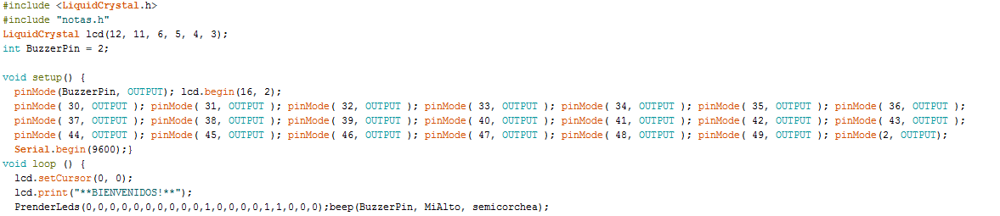 #include <LiquidCrystal.h>
#include "notas.h"
LiquidCrystal lcd(12, 11, 6, 5, 4, 3);
int BuzzerPin = 2;
void setup() {
pinMode(BuzzerPin, OUTPUT); lcd.begin(16, 2);
pinMode( 30, OUTPUT ); pinMode( 31, OUTPUT ); pinMode( 32, OUTPUT ); pinMode( 33, OUTPUT ); pinMode( 34, OUTPUT ); pinMode( 35, OUTPUT ); pinMode( 36, OUTPUT );
pinMode( 37, OUTPUT ); pinMode( 38, OUTPUT ); pinMode( 39, OUTPUT ); pinMode( 40, OUTPUT ); pinMode( 41, OUTPUT ); pinMode( 42, OUTPUT ); pinMode( 43, OUTPUT );
pinMode( 44, OUTPUT ); pinMode( 45, OUTPUT ); pinMode( 46, OUTPUT ); pinMode( 47, OUTPUT ); pinMode( 48, OUTPUT ); pinMode( 49, OUTPUT ); pinMode(2, OUTPUT);
Serial.begin(9600);}
void loop () {
lcd.setCursor(0, 0);
lcd.print("**BIENVENIDOS!**");
PrenderLeds(0,0,0,0,0,0,0,0,0,0,1,0,0,0,0,1,1,0,0,0);beep(BuzzerPin, MiAlto, semicorchea);